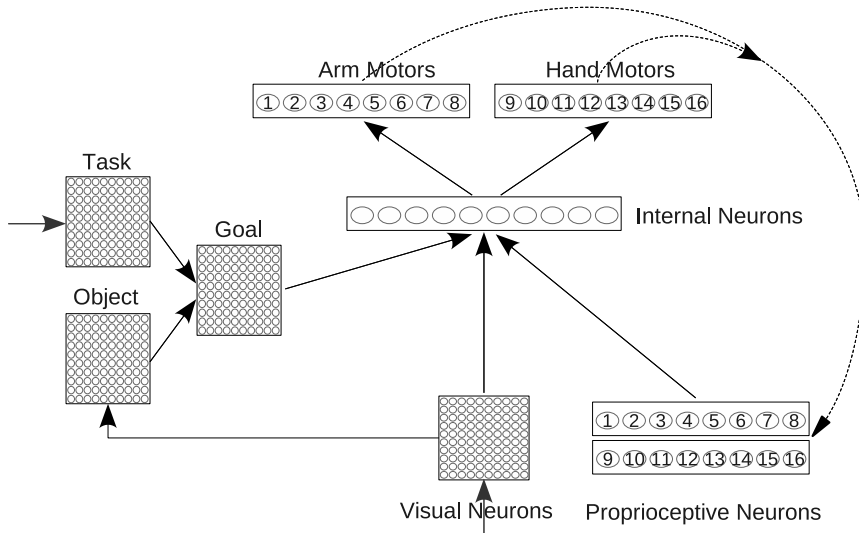 Arm Motors
Hand Motors
1 2 3 4 5 6 7 8
9 10 11 12 13 14 15 16
Task
Internal Neurons
Goal
Object
1 2 3 4 5 6 7 8
9 10 11 12 13 14 15 16
Visual Neurons
Proprioceptive Neurons